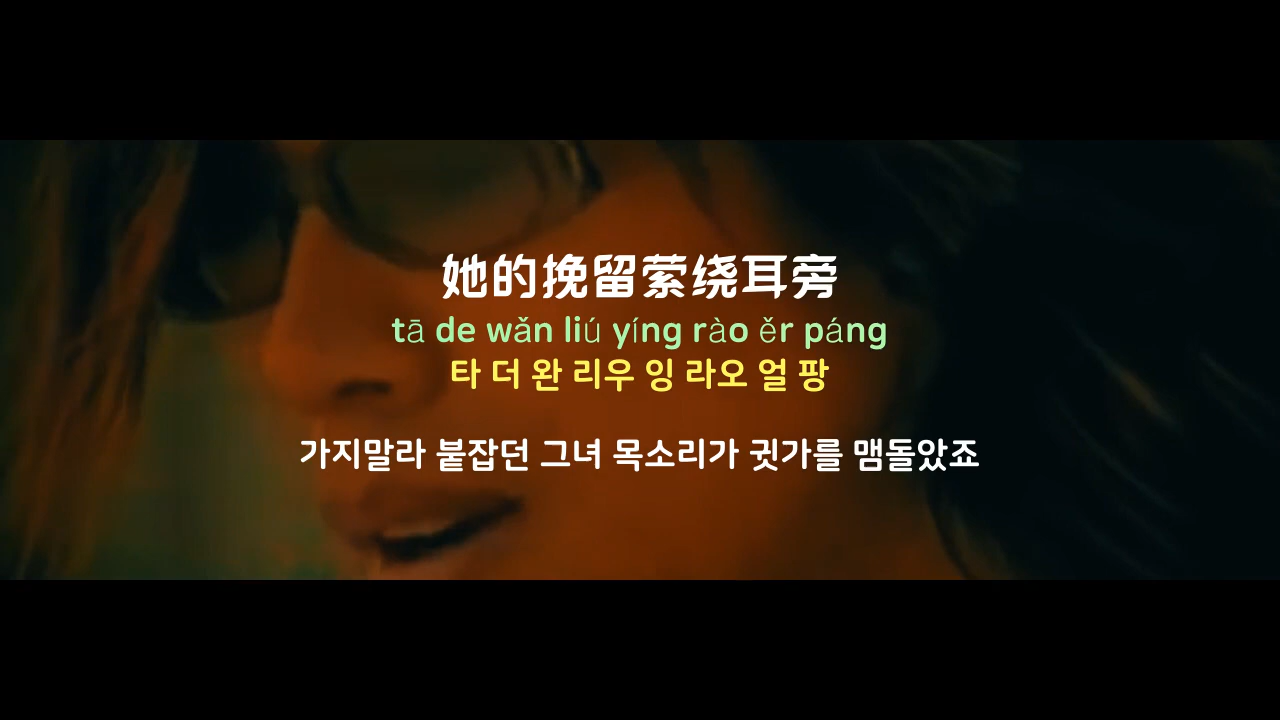 她的挽留萦绕耳旁
tā de wǎn liú yíng rào ěr páng
타 더 완 리우 잉 라오 얼 팡
가지말라 붙잡던 그녀 목소리가 귓가를 맴돌았죠